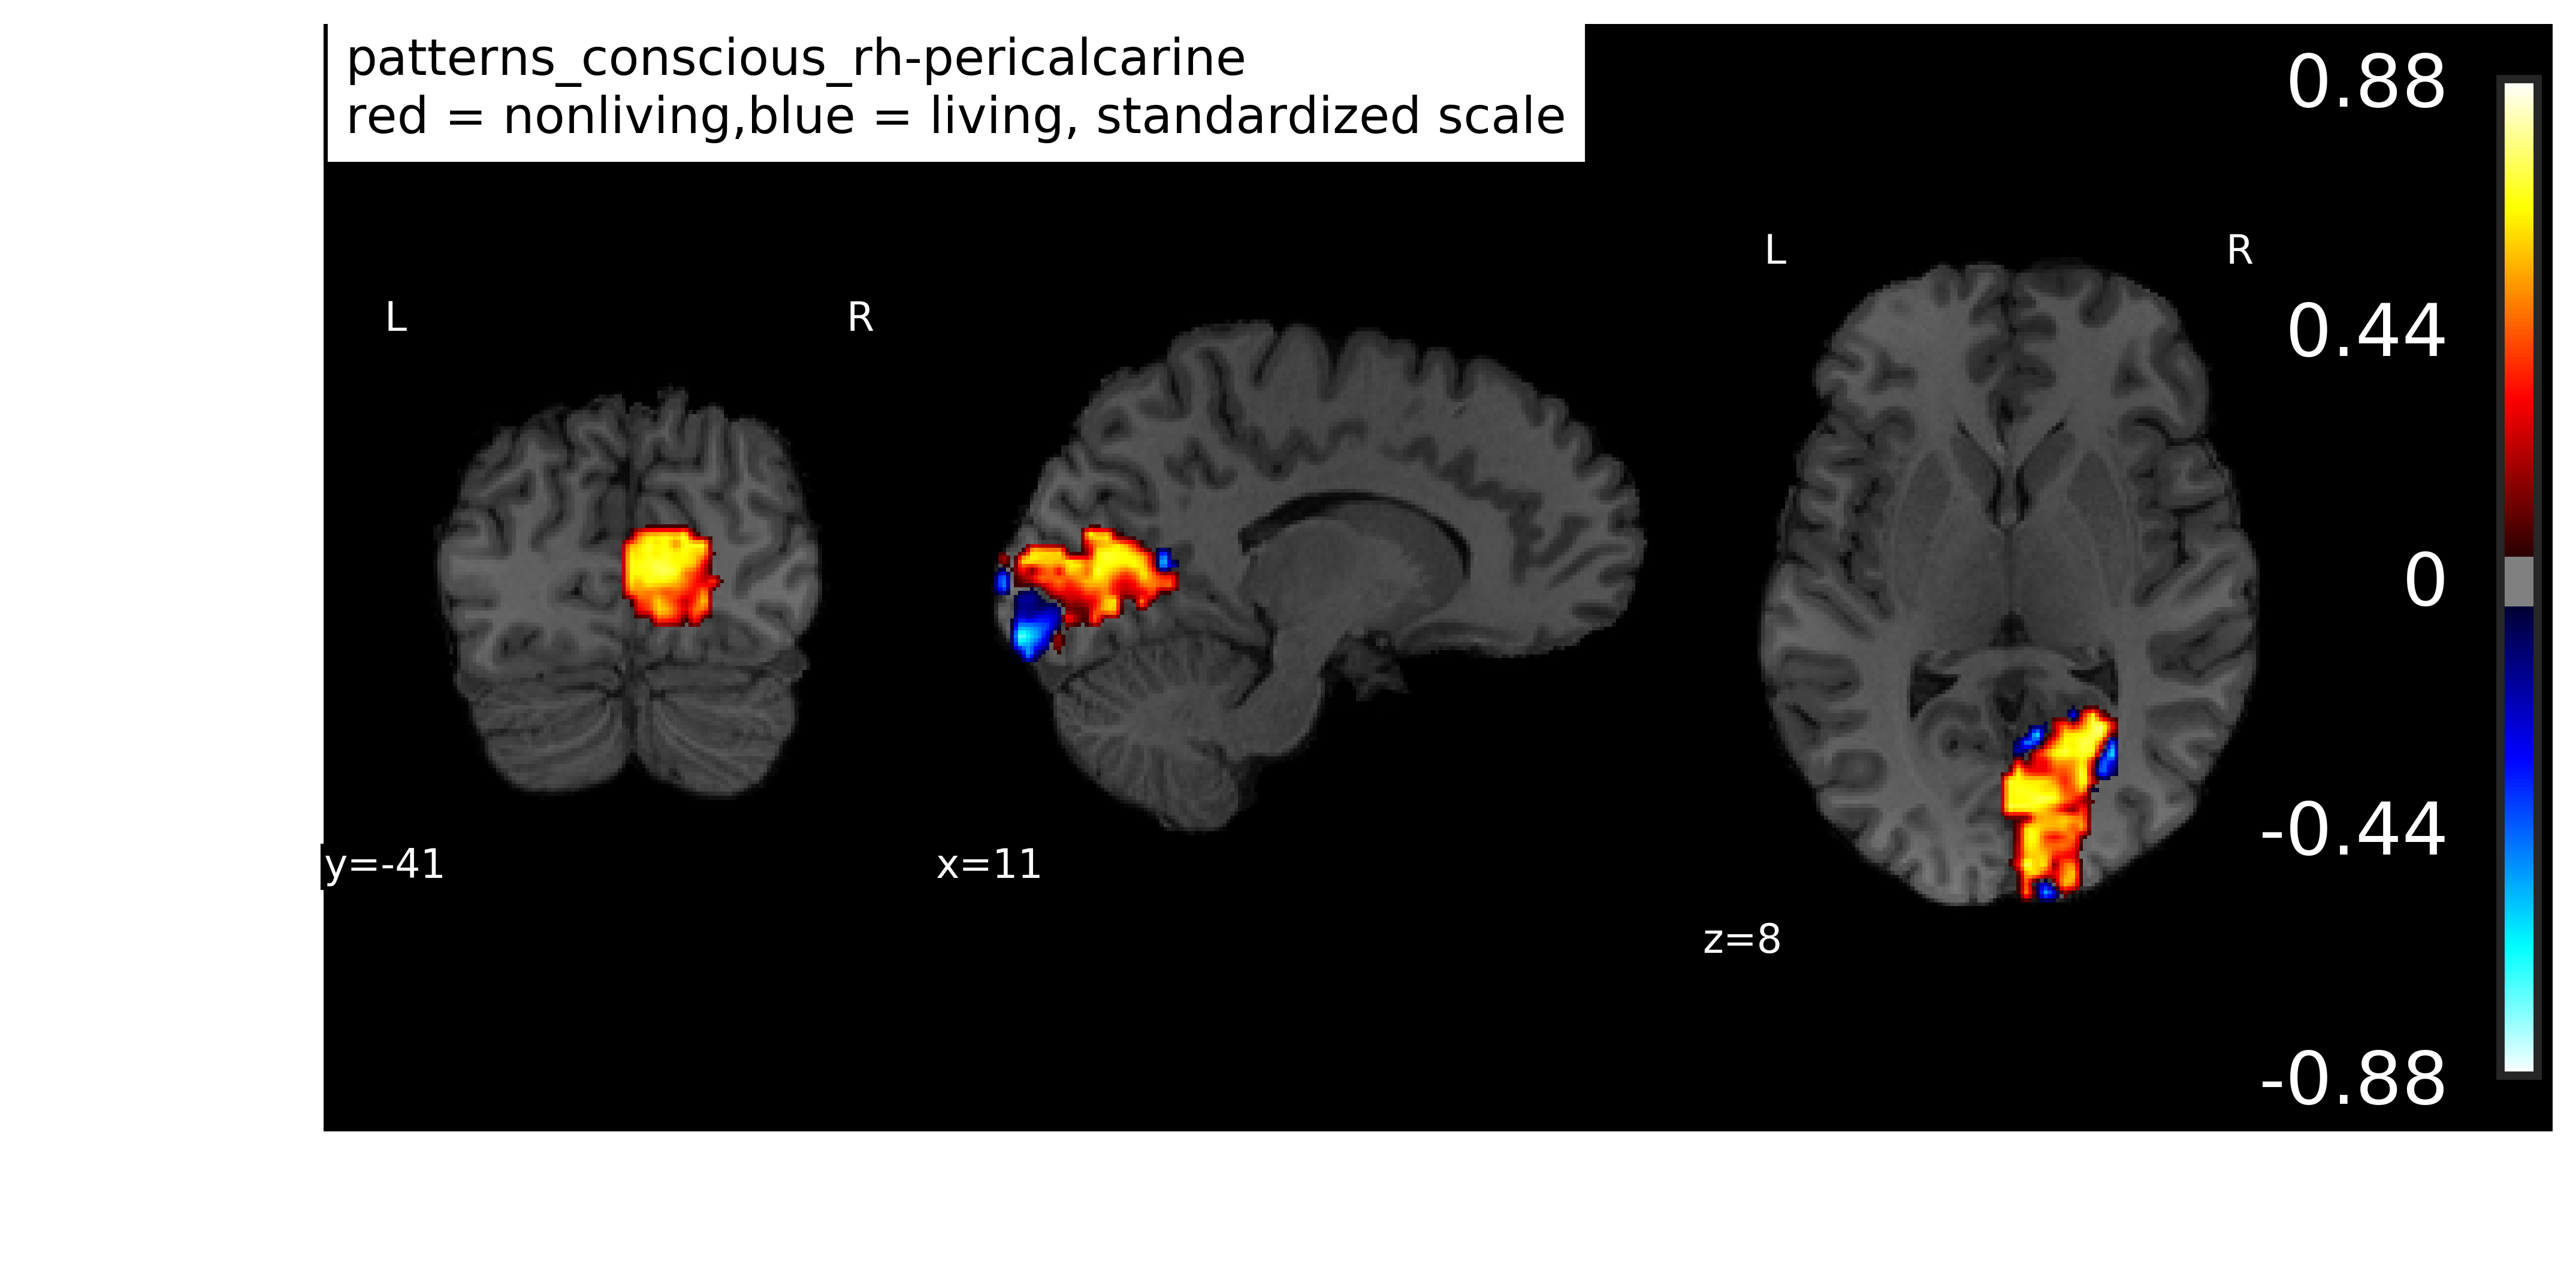 patterns_conscious_rh-pericalcarine
red = nonliving,blue = living, standardized scale
L
R
y=-41
x=11
L
R
z=8
0.88
0.44
0
-0.44
-0.88